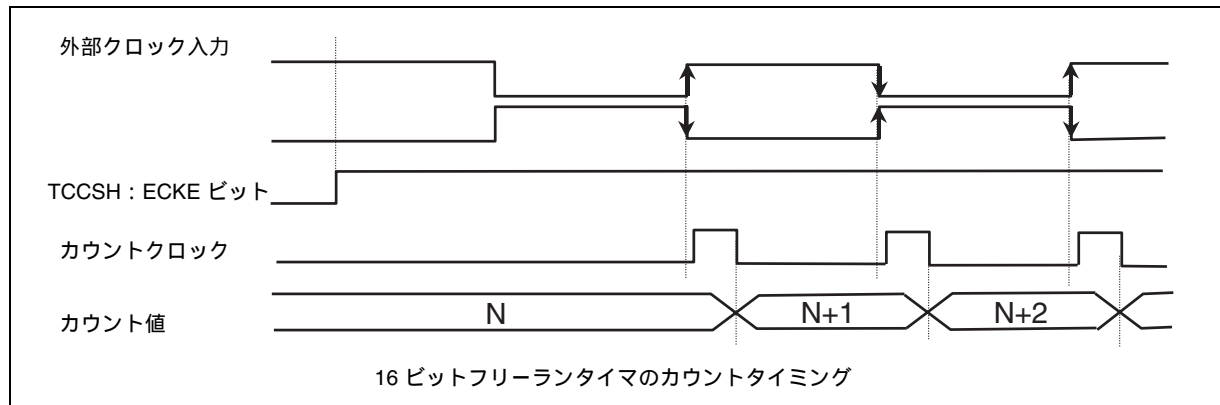 外部クロック入力
TCCSH：ECKE ビット
カウントクロック
カウント値
N
N+1
N+2
16 ビットフリーランタイマのカウントタイミング